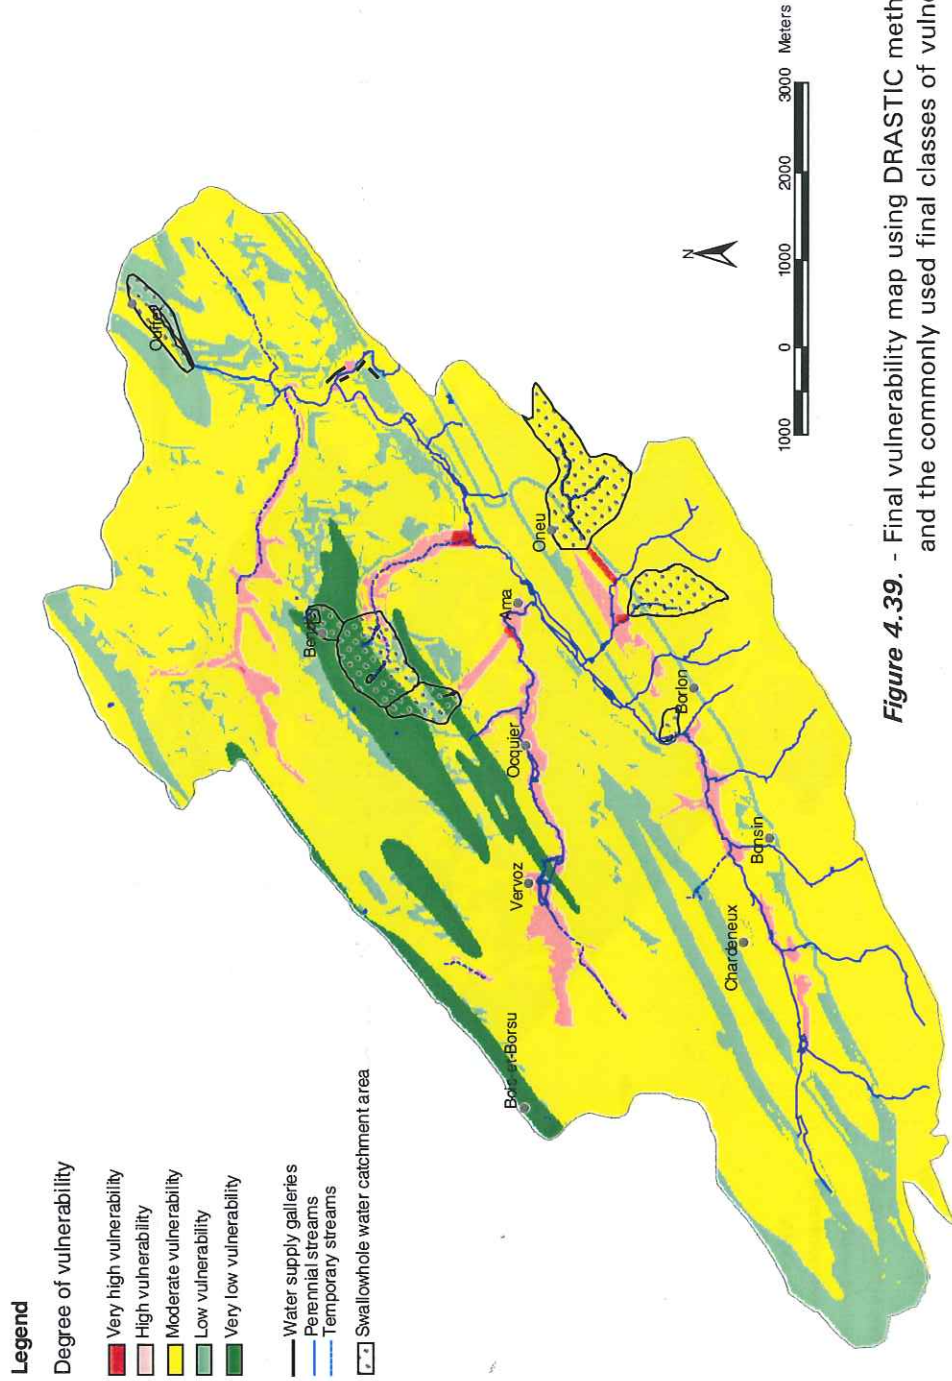 Legend
Degree of vulnerability
Very high vulnerability
High vulnerability
Moderate vulnerability
Low vulnerability
Very low vulnerability
Water supply galleries
Perennial streams
Temporary streams
Swallowhole water catchment area
Ouffet
Ama
Oneu
Ocquier
Vervoz
Borlon
Bonsin
Chardeneux
Bois-et-Borsu
N
1000 0 1000 2000 3000 Meters
Figure 4.39. - Final vulnerability map using DRASTIC
and the commonly used final classes of